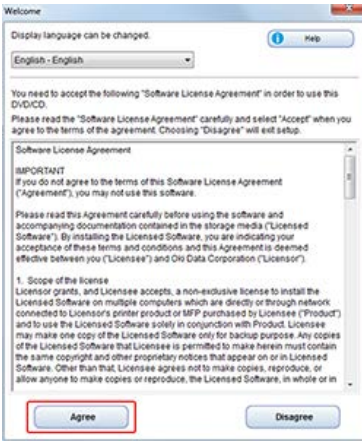 Welcome
Display language can be changed.
Help
English - English
You need to accept the following "Software License Agreement" in order to use this
DVD/CD.
Please read the "Software License Agreement" carefully and select "Accept" when you
agree to the terms of the agreement. Choosing "Disagree" will exit setup.
Software License Agreement
IMPORTANT
If you do not agree to the terms of this Software License Agreement
("Agreement"), you may not use this software.
Please read this Agreement carefully before using the software and
accompanying documentation contained in the storage media ("Licensed
Software"). By installing the Licensed Software, you are indicating your
acceptance of these terms and conditions and this Agreement is deemed
effective between you ("Licensee") and Oki Data Corporation ("Licensor").
1. Scope of the license
Licensor grants, and Licensee accepts, a non-exclusive license to install the
Licensed Software on multiple computers which are directly or through network
connected to Licensor's printer product or MFP purchased by Licensee ("Product")
and to use the Licensed Software solely in conjunction with Product. Licensee
may make one copy of the Licensed Software only for backup purpose. Any copies
of the Licensed Software that Licensee is permitted to make herein must contain
the same copyright and other proprietary notices that appear on or in Licensed
Software. Other than that, Licensee agrees not to make copies, reproduce, or
allow anyone to make copies or reproduce, the Licensed Software, in whole or in
Agree
Disagree